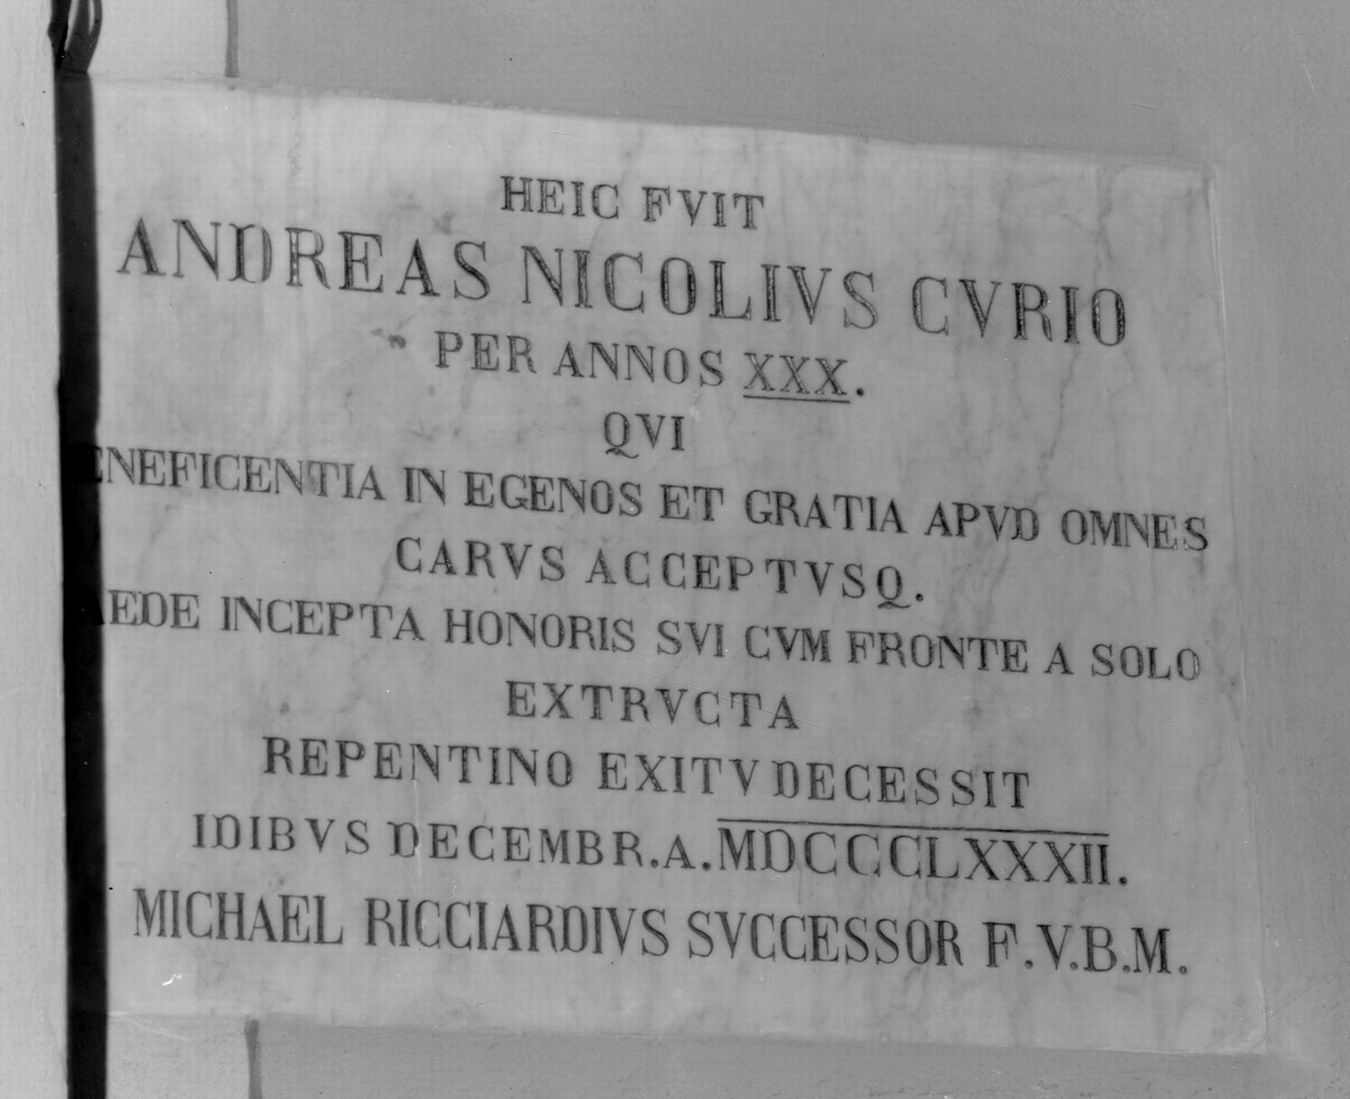 HEIC FVIT
ANDREAS NICOLIVS CVRIO
PER ANNOS XXX.
QVI
ENEFICENTIA IN EGENOS ET GRATIA APVD OMNES
CARVS ACCEPTVSQ.
EDE INCEPTA HONORIS SVI CVM FRONTE A SOLO
EXTRVCTA
REPENTINO EXITV DECESSIT
IDIBVS DECEMBR.A.MDCCCLXXXII.
MICHAEL RICCIARDIVS SVCCESSOR F.V.B.M.